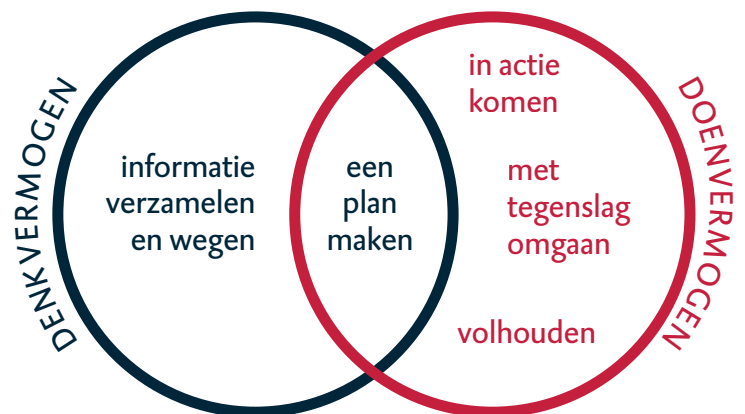 DENKVERMOGEN
informatie
verzamelen
en wegen
een
plan
maken
in actie
komen
met
tegenslag
omgaan
volhouden
DOENVERMOGEN